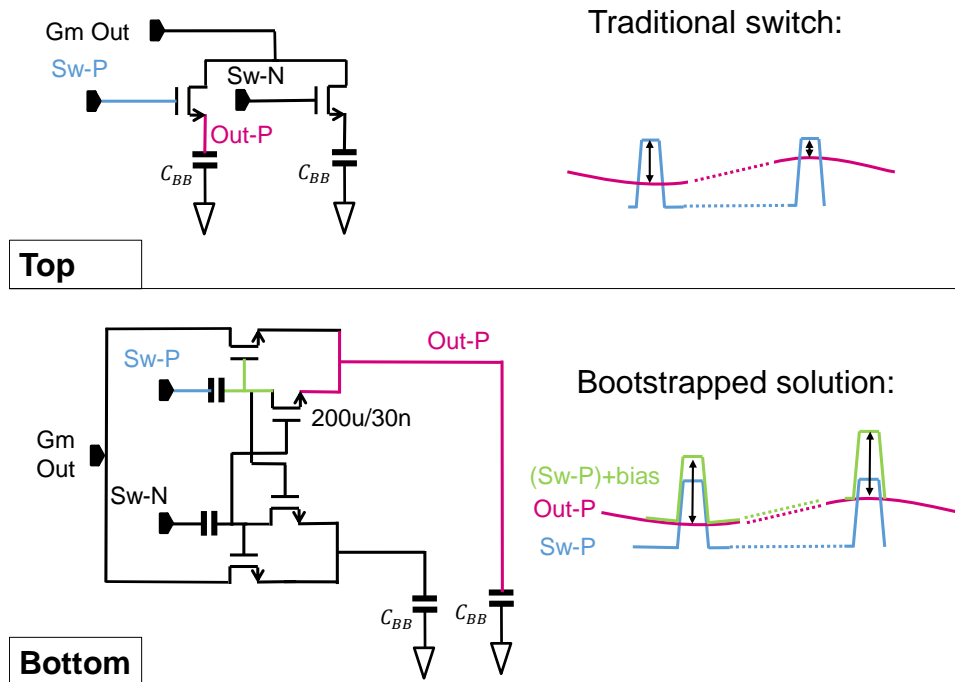 Traditional switch:
Gm Out
Sw-P
Sw-N
Out-P
C_BB
C_BB
Top
Out-P
Sw-P
Bootstrapped solution:
200u/30n
Gm
Out
(Sw-P)+bias
Sw-N
Out-P
Sw-P
C_BB
C_BB
Bottom